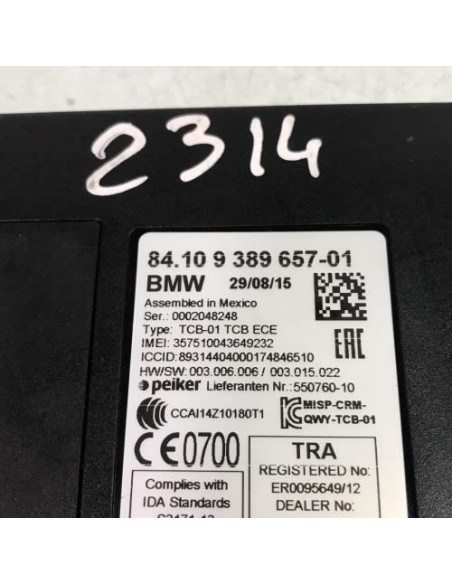 2314
84.10 9 389 657-01
BMW 29/08/15
Assembled in Mexico
Ser.: 0002048248
Type: TCB-01 TCB ECE
IMEI: 357510043649232
ICCID:89314404000174846510
HW/SW: 003.006.006 / 003.015.022
peiker Lieferanten Nr.:550760-10
EAC
CCAI14Z10180T1
MISP-CRM-
QWY-TCB-01
CE0700
TRA
REGISTERED No:
ER0095649/12
DEALER No:
Complies with
IDA Standards